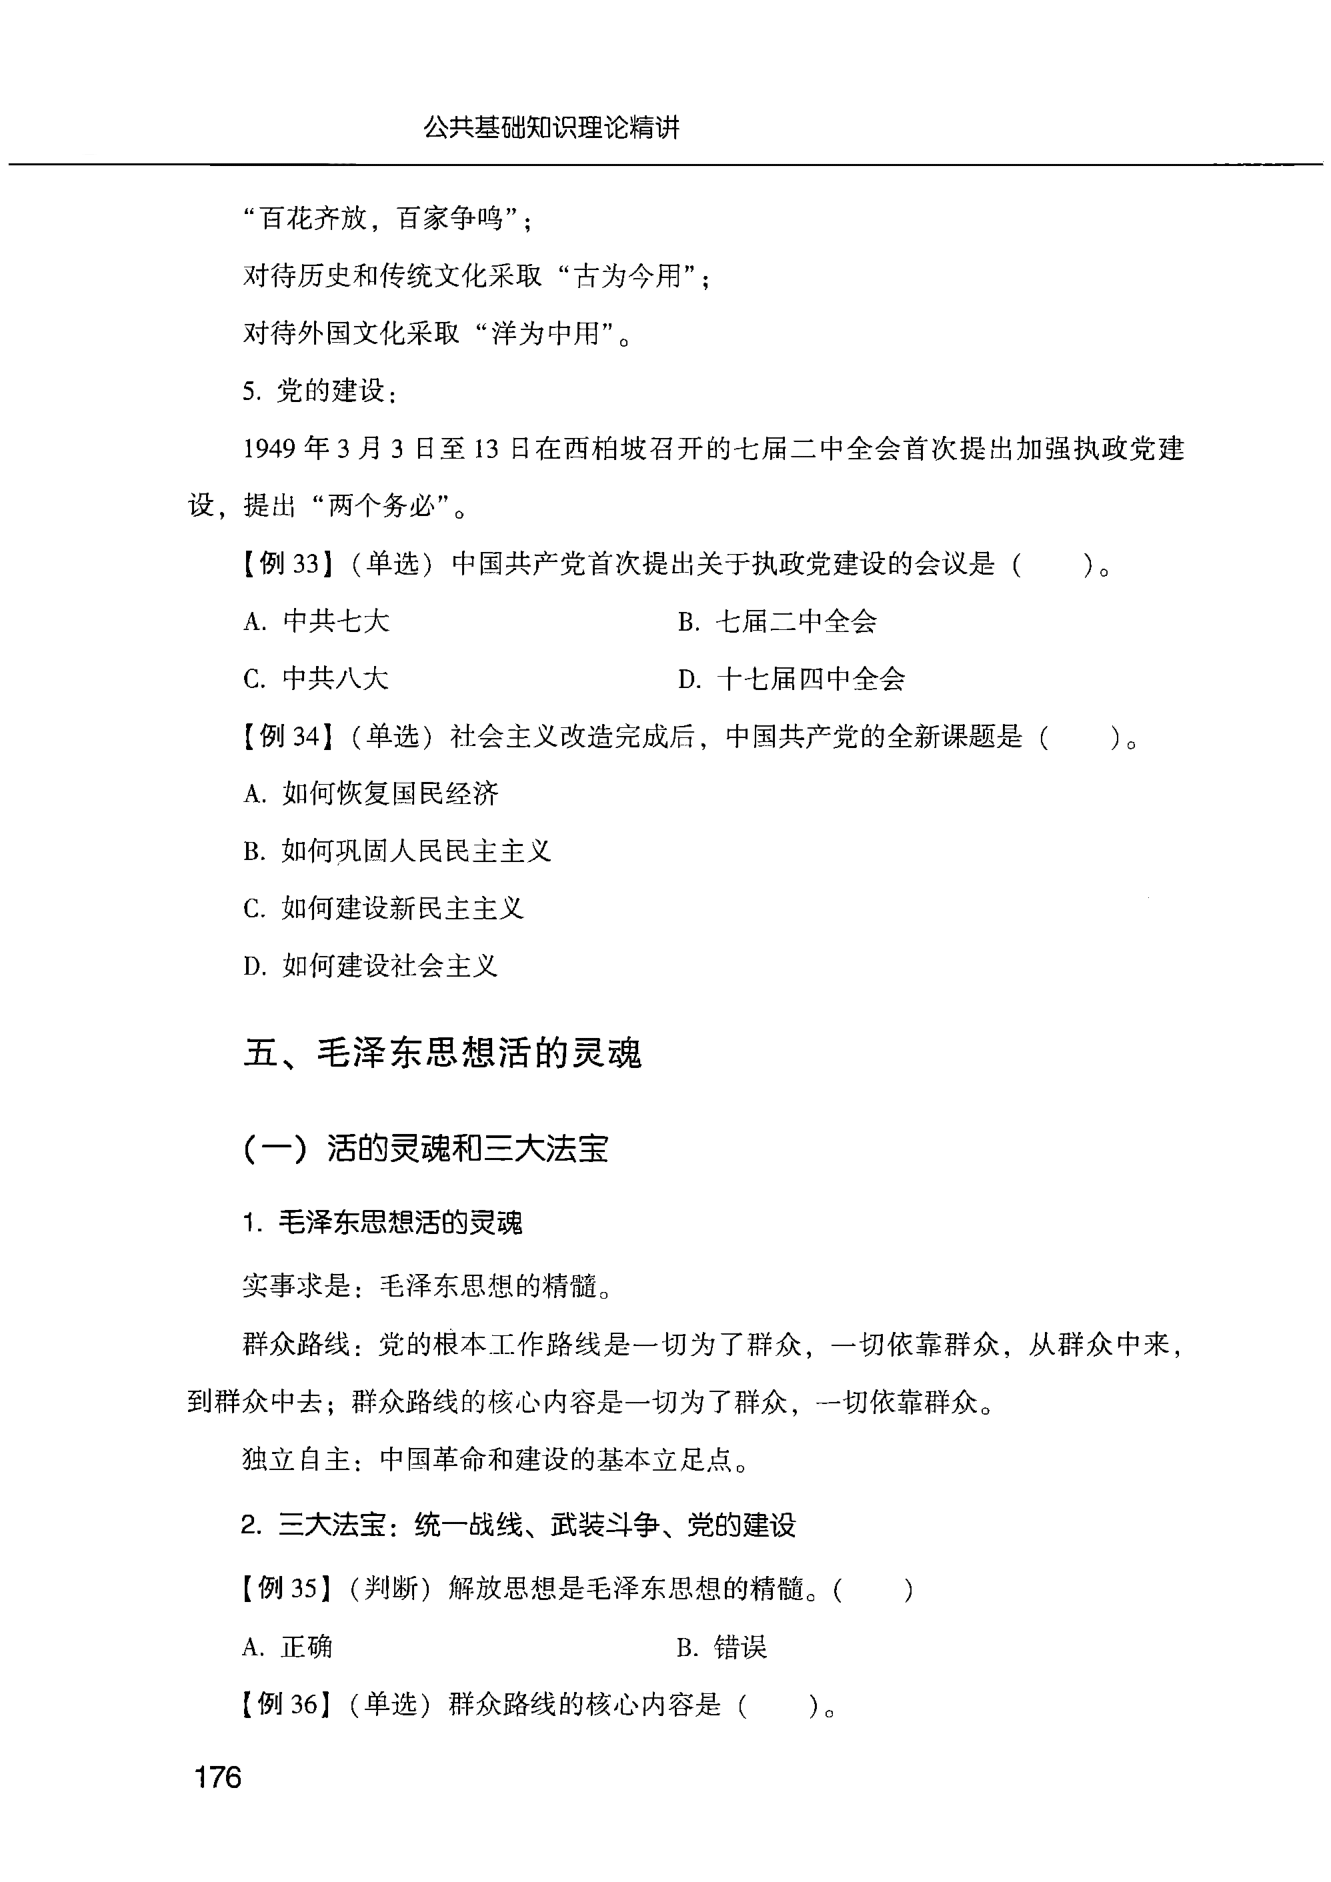 公共基础知识理论精讲
“百花齐放，百家争鸣”；
对待历史和传统文化采取“古为今用”；
对待外国文化采取“洋为中用”。
5. 党的建设：
1949 年 3 月 3 日至 13 日在西柏坡召开的七届二中全会首次提出加强执政党建
设，提出“两个务必”。
【例 33】（单选）中国共产党首次提出关于执政党建设的会议是（　　）。
A. 中共七大　　B. 七届二中全会
C. 中共八大　　D. 十七届四中全会
【例 34】（单选）社会主义改造完成后，中国共产党的全新课题是（　　）。
A. 如何恢复国民经济
B. 如何巩固人民民主主义
C. 如何建设新民主主义
D. 如何建设社会主义
五、毛泽东思想活的灵魂
（一）活的灵魂和三大法宝
1. 毛泽东思想活的灵魂
实事求是：毛泽东思想的精髓。
群众路线：党的根本工作路线是一切为了群众，一切依靠群众，从群众中来，
到群众中去；群众路线的核心内容是一切为了群众，一切依靠群众。
独立自主：中国革命和建设的基本立足点。
2. 三大法宝：统一战线、武装斗争、党的建设
【例 35】（判断）解放思想是毛泽东思想的精髓。（　　）
A. 正确　　B. 错误
【例 36】（单选）群众路线的核心内容是（　　）。
176